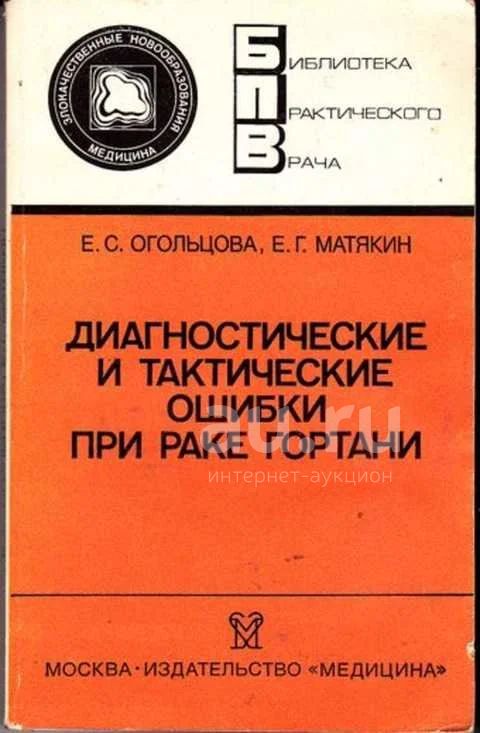 ЗЛОКАЧЕСТВЕННЫЕ НОВООБРАЗОВАНИЯ
МЕДИЦИНА
БИБЛИОТЕКА
ПРАКТИЧЕСКОГО
ВРАЧА
Е. С. ОГОЛЬЦОВА, Е. Г. МАТЯКИН
ДИАГНОСТИЧЕСКИЕ
И ТАКТИЧЕСКИЕ
ОШИБКИ
ПРИ РАКЕ ГОРТАНИ
au.ru
интернет-аукцион
МОСКВА · ИЗДАТЕЛЬСТВО «МЕДИЦИНА»